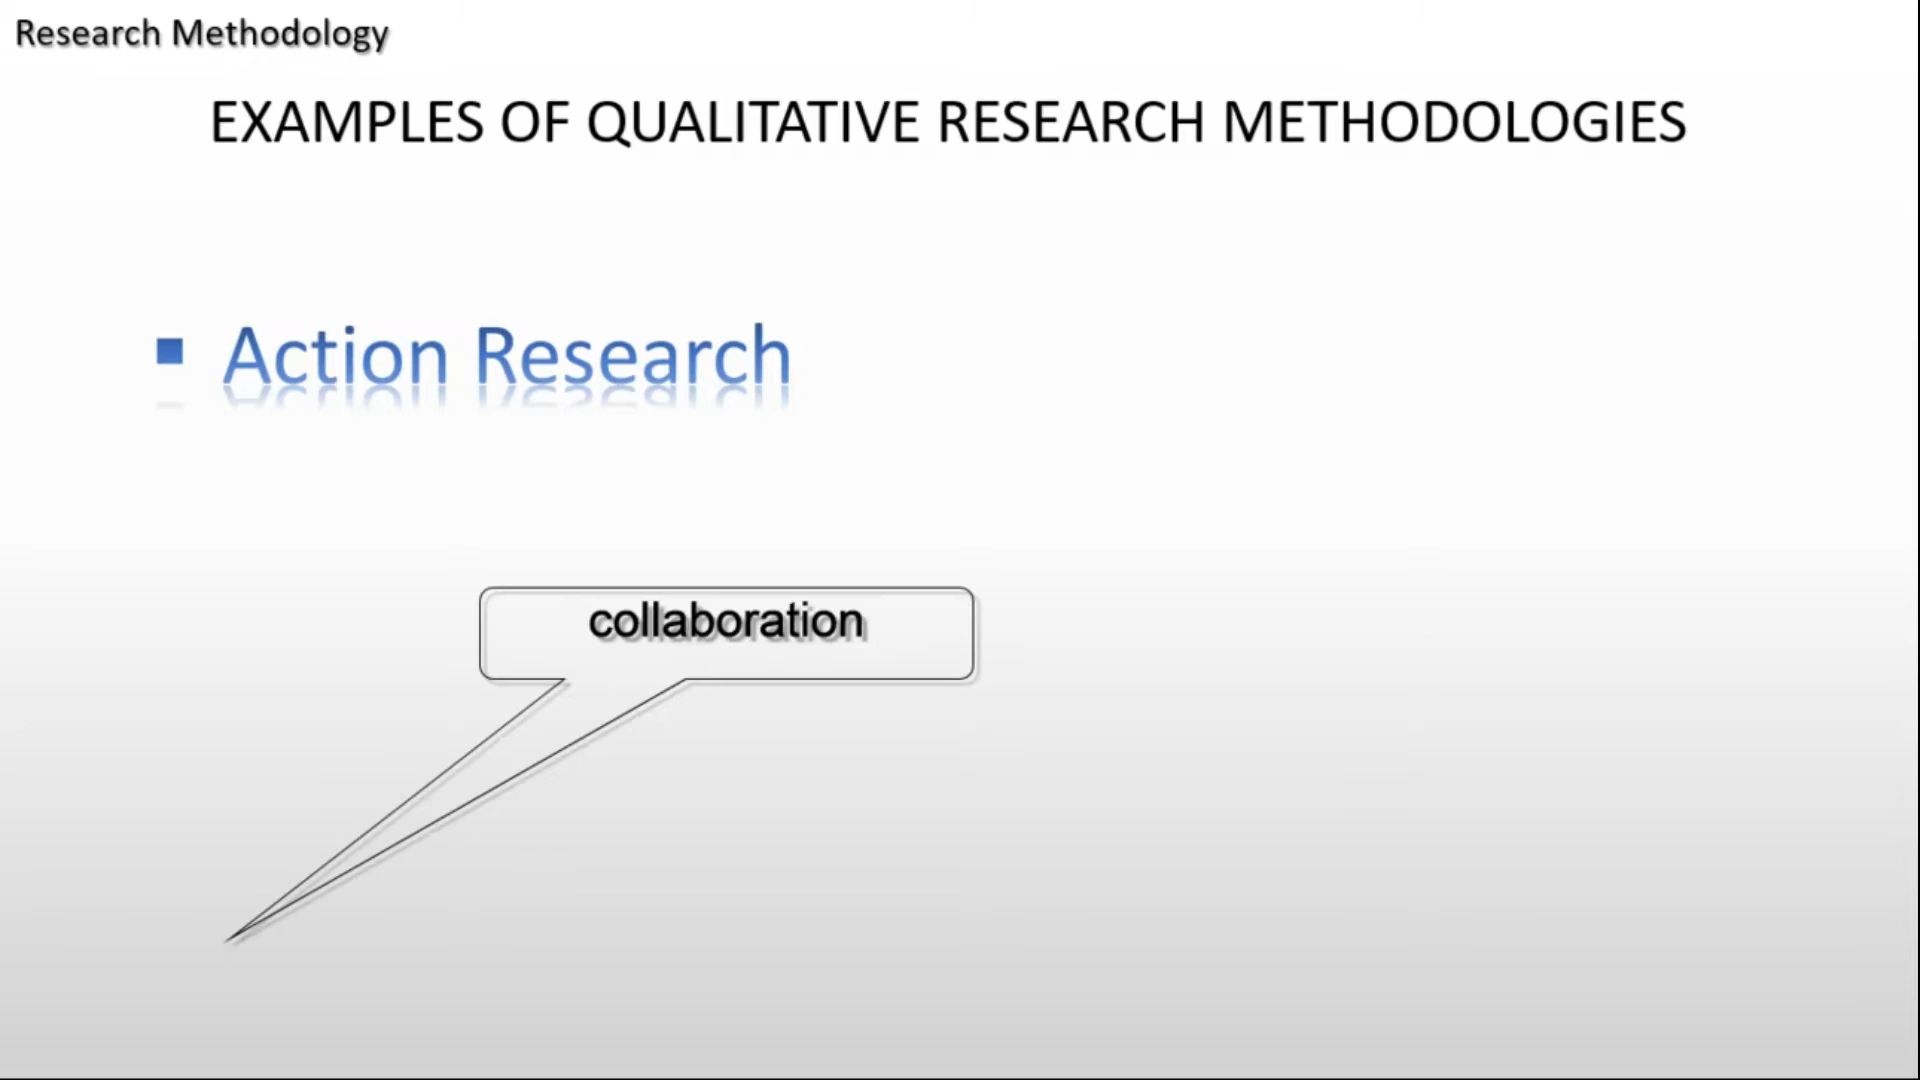 Research Methodology
EXAMPLES OF QUALITATIVE RESEARCH METHODOLOGIES
▪ Action Research
collaboration